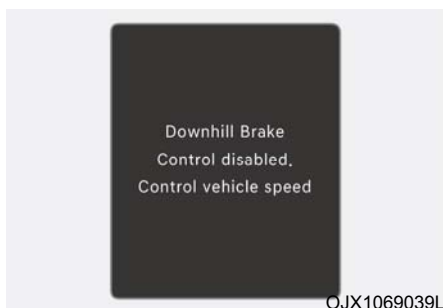 Downhill Brake
Control disabled.
Control vehicle speed
OJX1069039L